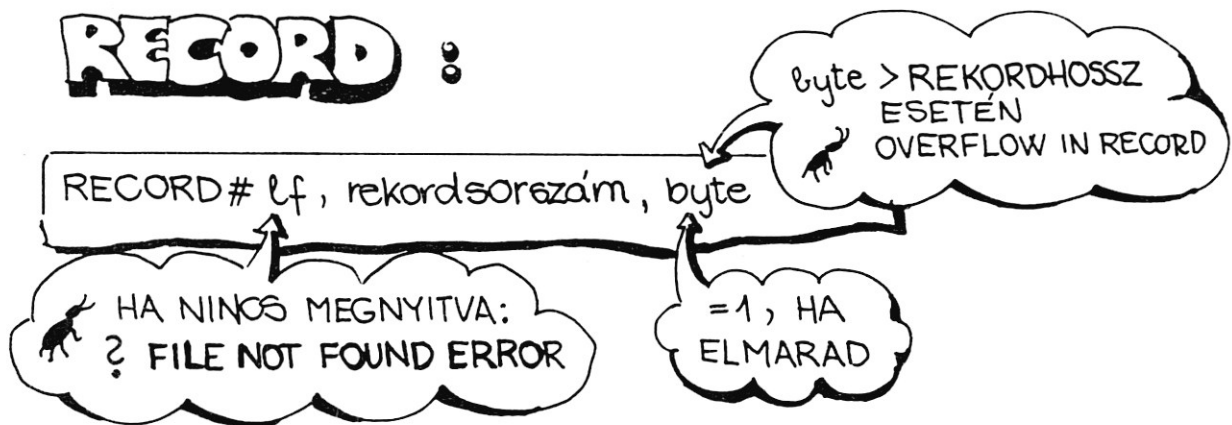 RECORD :
byte > REKORDHOSSZ
ESETÉN
OVERFLOW IN RECORD
RECORD# lf, rekordsorszám, byte
HA NINCS MEGNYITVA:
? FILE NOT FOUND ERROR
=1, HA
ELMARAD